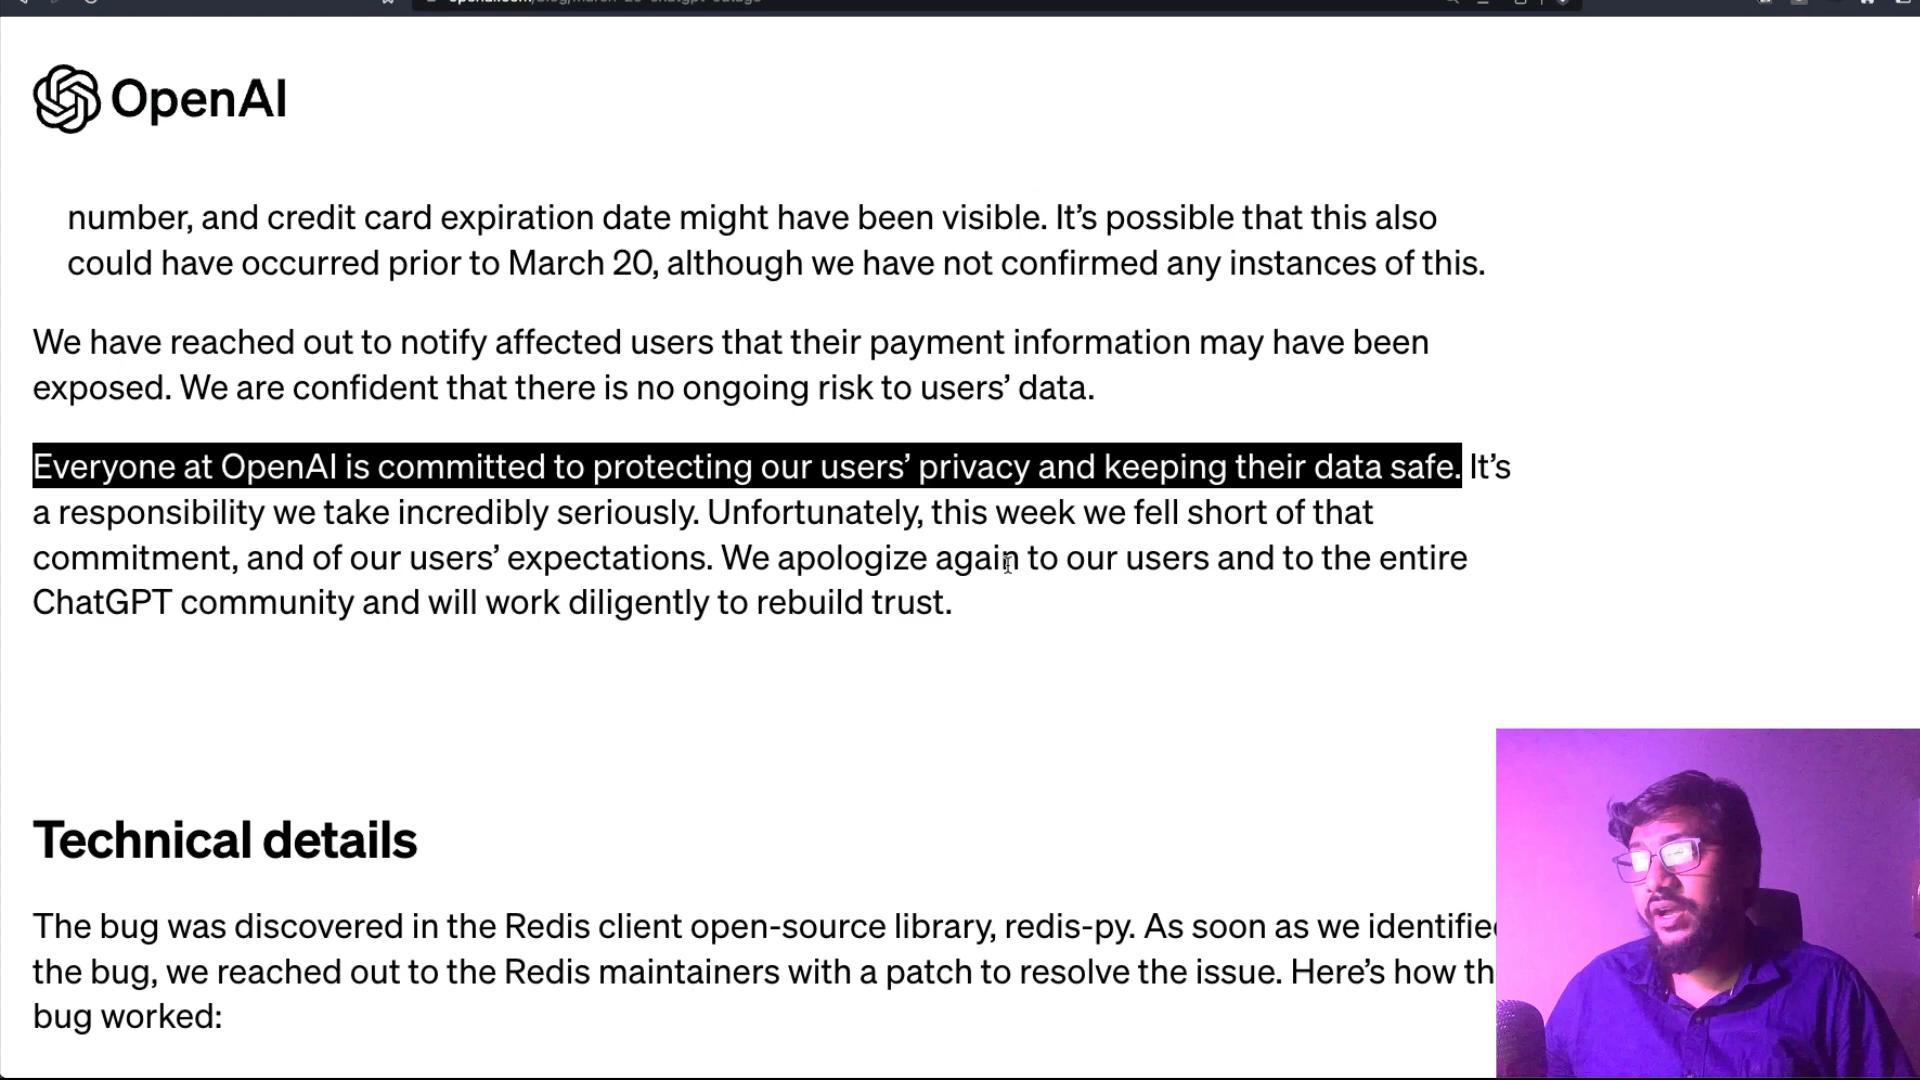 OpenAI
number, and credit card expiration date might have been visible. It’s possible that this also
could have occurred prior to March 20, although we have not confirmed any instances of this.
We have reached out to notify affected users that their payment information may have been
exposed. We are confident that there is no ongoing risk to users’ data.
Everyone at OpenAI is committed to protecting our users’ privacy and keeping their data safe. It’s
a responsibility we take incredibly seriously. Unfortunately, this week we fell short of that
commitment, and of our users’ expectations. We apologize again to our users and to the entire
ChatGPT community and will work diligently to rebuild trust.
Technical details
The bug was discovered in the Redis client open-source library, redis-py. As soon as we identifie
the bug, we reached out to the Redis maintainers with a patch to resolve the issue. Here’s how th
bug worked: